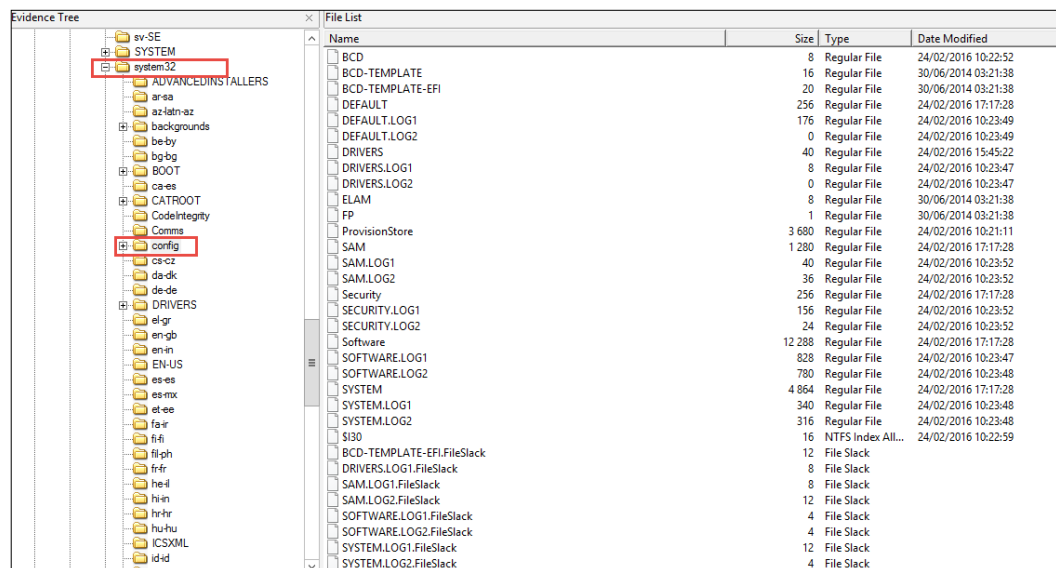 Evidence Tree
sv-SE
SYSTEM
system32
ADVANCEDINSTALLERS
ar-sa
az-latn-az
backgrounds
be-by
bg-bg
BOOT
ca-es
CATROOT
CodeIntegrity
Comms
config
cs-cz
da-dk
de-de
DRIVERS
el-gr
en-gb
en-in
EN-US
es-es
es-mx
et-ee
fa-ir
fi-fi
fil-ph
fr-fr
he-il
hi-in
hr-hr
hu-hu
ICSXML
id-id
File List
Name Size Type Date Modified
BCD 8 Regular File 24/02/2016 10:22:52
BCD-TEMPLATE 16 Regular File 30/06/2014 03:21:38
BCD-TEMPLATE-EFI 20 Regular File 30/06/2014 03:21:38
DEFAULT 256 Regular File 24/02/2016 17:17:28
DEFAULT.LOG1 176 Regular File 24/02/2016 10:23:49
DEFAULT.LOG2 0 Regular File 24/02/2016 10:23:49
DRIVERS 40 Regular File 24/02/2016 15:45:22
DRIVERS.LOG1 8 Regular File 24/02/2016 10:23:47
DRIVERS.LOG2 0 Regular File 24/02/2016 10:23:47
ELAM 8 Regular File 30/06/2014 03:21:38
FP 1 Regular File 30/06/2014 03:21:38
ProvisionStore 3 680 Regular File 24/02/2016 10:21:11
SAM 1 280 Regular File 24/02/2016 17:17:28
SAM.LOG1 40 Regular File 24/02/2016 10:23:52
SAM.LOG2 36 Regular File 24/02/2016 10:23:52
Security 256 Regular File 24/02/2016 17:17:28
SECURITY.LOG1 156 Regular File 24/02/2016 10:23:52
SECURITY.LOG2 24 Regular File 24/02/2016 10:23:52
Software 12 288 Regular File 24/02/2016 17:17:28
SOFTWARE.LOG1 828 Regular File 24/02/2016 10:23:47
SOFTWARE.LOG2 780 Regular File 24/02/2016 10:23:48
SYSTEM 4 864 Regular File 24/02/2016 17:17:28
SYSTEM.LOG1 340 Regular File 24/02/2016 10:23:48
SYSTEM.LOG2 316 Regular File 24/02/2016 10:23:48
$I30 16 NTFS Index All... 24/02/2016 10:22:59
BCD-TEMPLATE-EFI.FileSlack 12 File Slack
DRIVERS.LOG1.FileSlack 8 File Slack
SAM.LOG1.FileSlack 8 File Slack
SAM.LOG2.FileSlack 12 File Slack
SOFTWARE.LOG1.FileSlack 4 File Slack
SOFTWARE.LOG2.FileSlack 4 File Slack
SYSTEM.LOG1.FileSlack 12 File Slack
SYSTEM.LOG2.FileSlack 4 File Slack